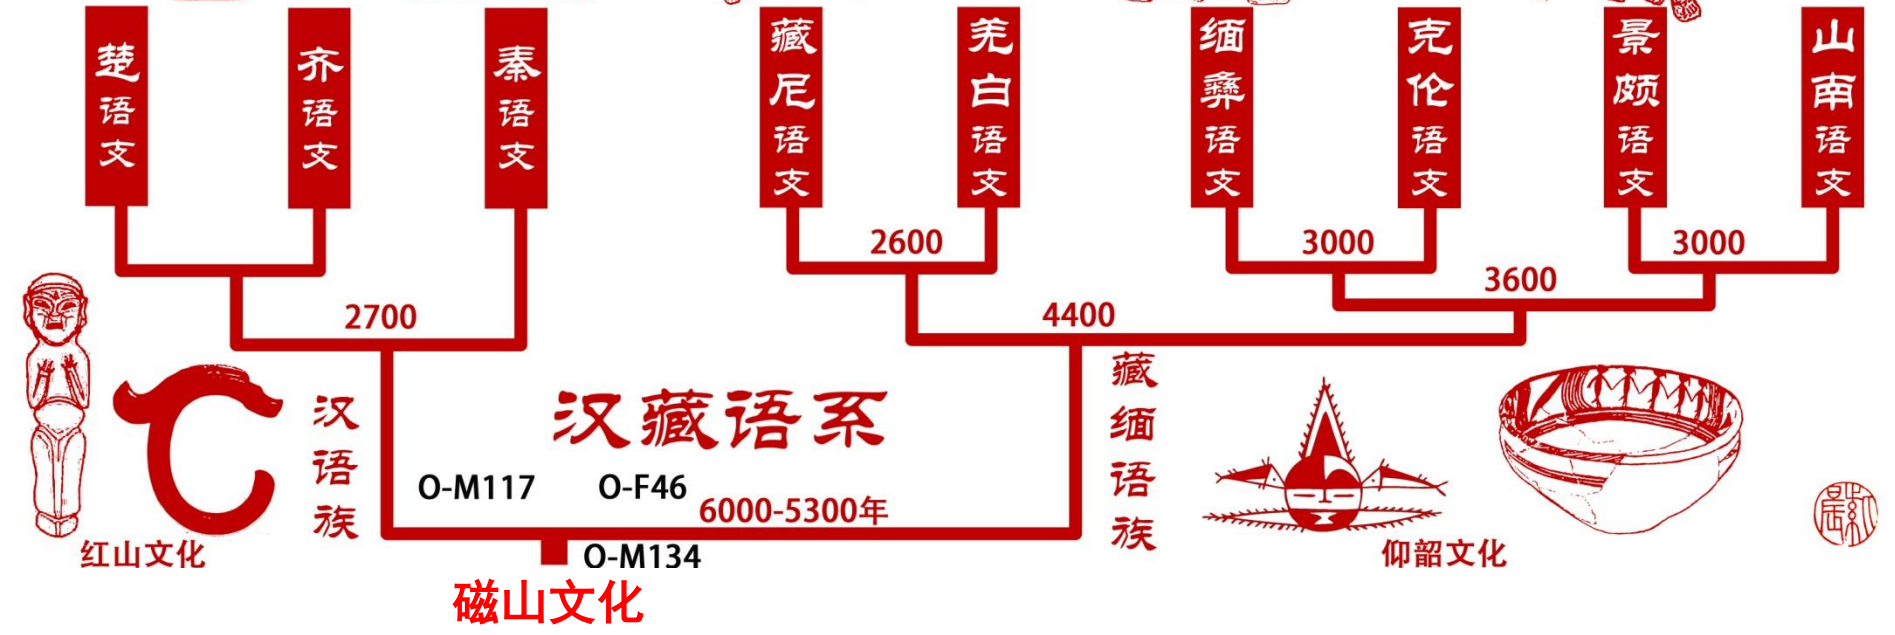 楚语支
齐语支
秦语支
藏尼语支
羌白语支
缅彝语支
克伦语支
景颇语支
山南语支
2600
3000
3000
3600
2700
4400
汉藏语系
汉语族
藏缅语族
O-M117
O-F46
6000-5300年
O-M134
红山文化
仰韶文化
磁山文化